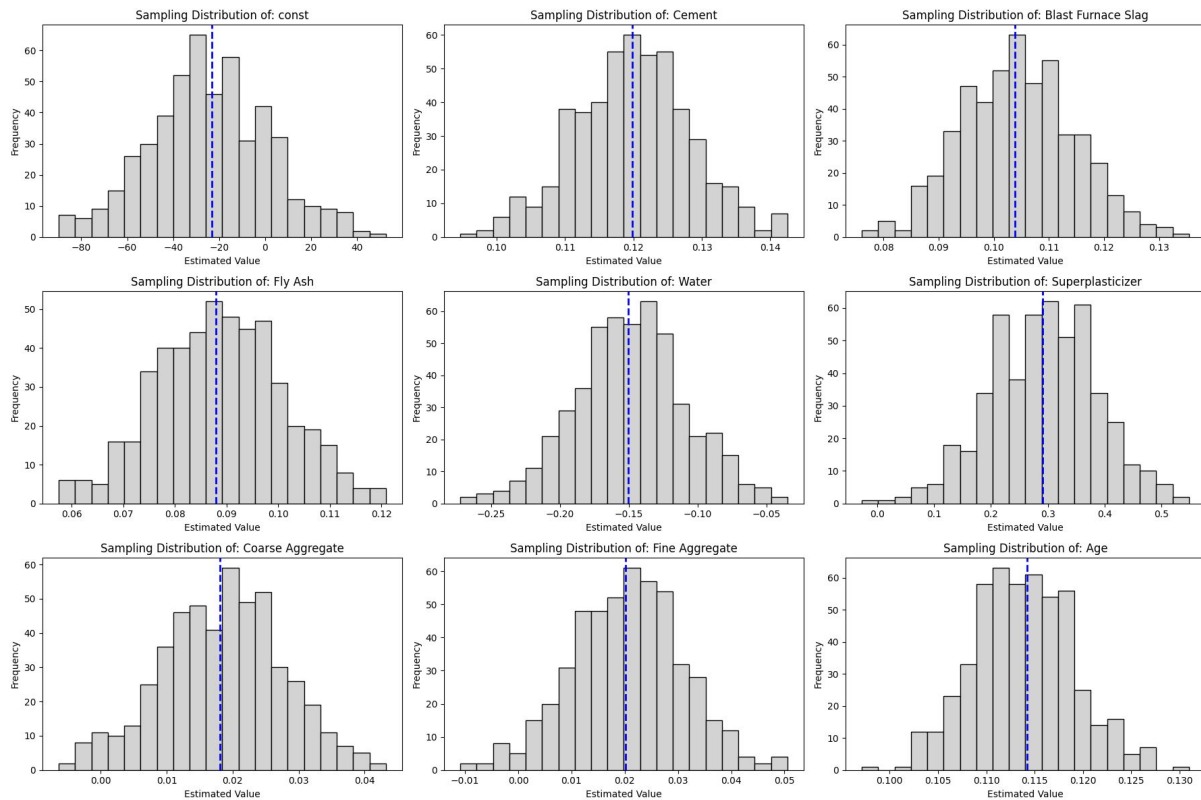 Sampling Distribution of: const
Frequency
60
50
40
30
20
10
0
−80 −60 −40 −20 0 20 40
Estimated Value
Sampling Distribution of: Cement
Frequency
60
50
40
30
20
10
0
0.10 0.11 0.12 0.13 0.14
Estimated Value
Sampling Distribution of: Blast Furnace Slag
Frequency
60
50
40
30
20
10
0
0.08 0.09 0.10 0.11 0.12 0.13
Estimated Value
Sampling Distribution of: Fly Ash
Frequency
50
40
30
20
10
0
0.06 0.07 0.08 0.09 0.10 0.11 0.12
Estimated Value
Sampling Distribution of: Water
Frequency
60
50
40
30
20
10
0
−0.25 −0.20 −0.15 −0.10 −0.05
Estimated Value
Sampling Distribution of: Superplasticizer
Frequency
60
50
40
30
20
10
0
0.0 0.1 0.2 0.3 0.4 0.5
Estimated Value
Sampling Distribution of: Coarse Aggregate
Frequency
60
50
40
30
20
10
0
0.00 0.01 0.02 0.03 0.04
Estimated Value
Sampling Distribution of: Fine Aggregate
Frequency
60
50
40
30
20
10
0
−0.01 0.00 0.01 0.02 0.03 0.04 0.05
Estimated Value
Sampling Distribution of: Age
Frequency
60
50
40
30
20
10
0
0.100 0.105 0.110 0.115 0.120 0.125 0.130
Estimated Value